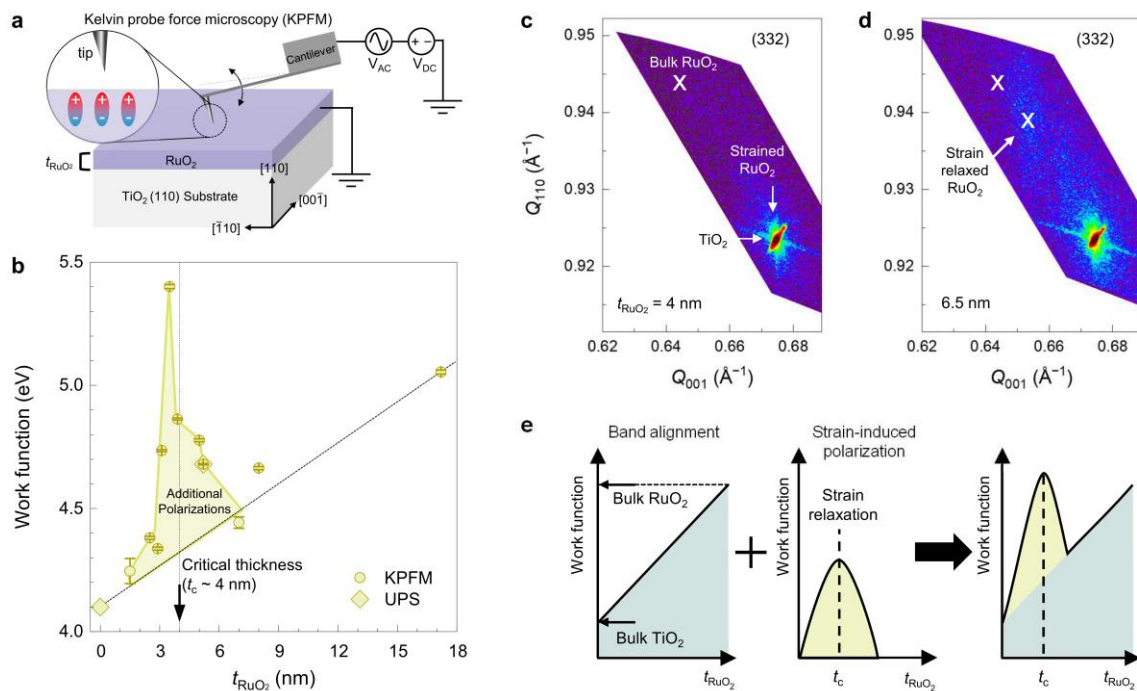 a
Kelvin probe force microscopy (KPFM)
tip
Cantilever
V_AC
V_DC
t_RuO₂
RuO₂
TiO₂ (110) Substrate
[110]
[001̄]
[1̄10]
b
Work function (eV)
5.5
5.0
4.5
4.0
Additional
Polarizations
Critical thickness
(t_c ~ 4 nm)
KPFM
UPS
0 3 6 9 12 15 18
t_RuO₂ (nm)
c
(332)
Bulk RuO₂
X
Strained
RuO₂
TiO₂
t_RuO₂ = 4 nm
Q₁₁₀ (Å⁻¹)
0.95
0.94
0.93
0.92
0.62 0.64 0.66 0.68
Q₀₀₁ (Å⁻¹)
d
(332)
X
X
Strain
relaxed
RuO₂
6.5 nm
0.95
0.94
0.93
0.92
0.62 0.64 0.66 0.68
Q₀₀₁ (Å⁻¹)
e
Band alignment
Work function
Bulk RuO₂
Bulk TiO₂
t_RuO₂
+
Strain-induced
polarization
Work function
Strain
relaxation
t_c
t_RuO₂
Work function
t_c
t_RuO₂